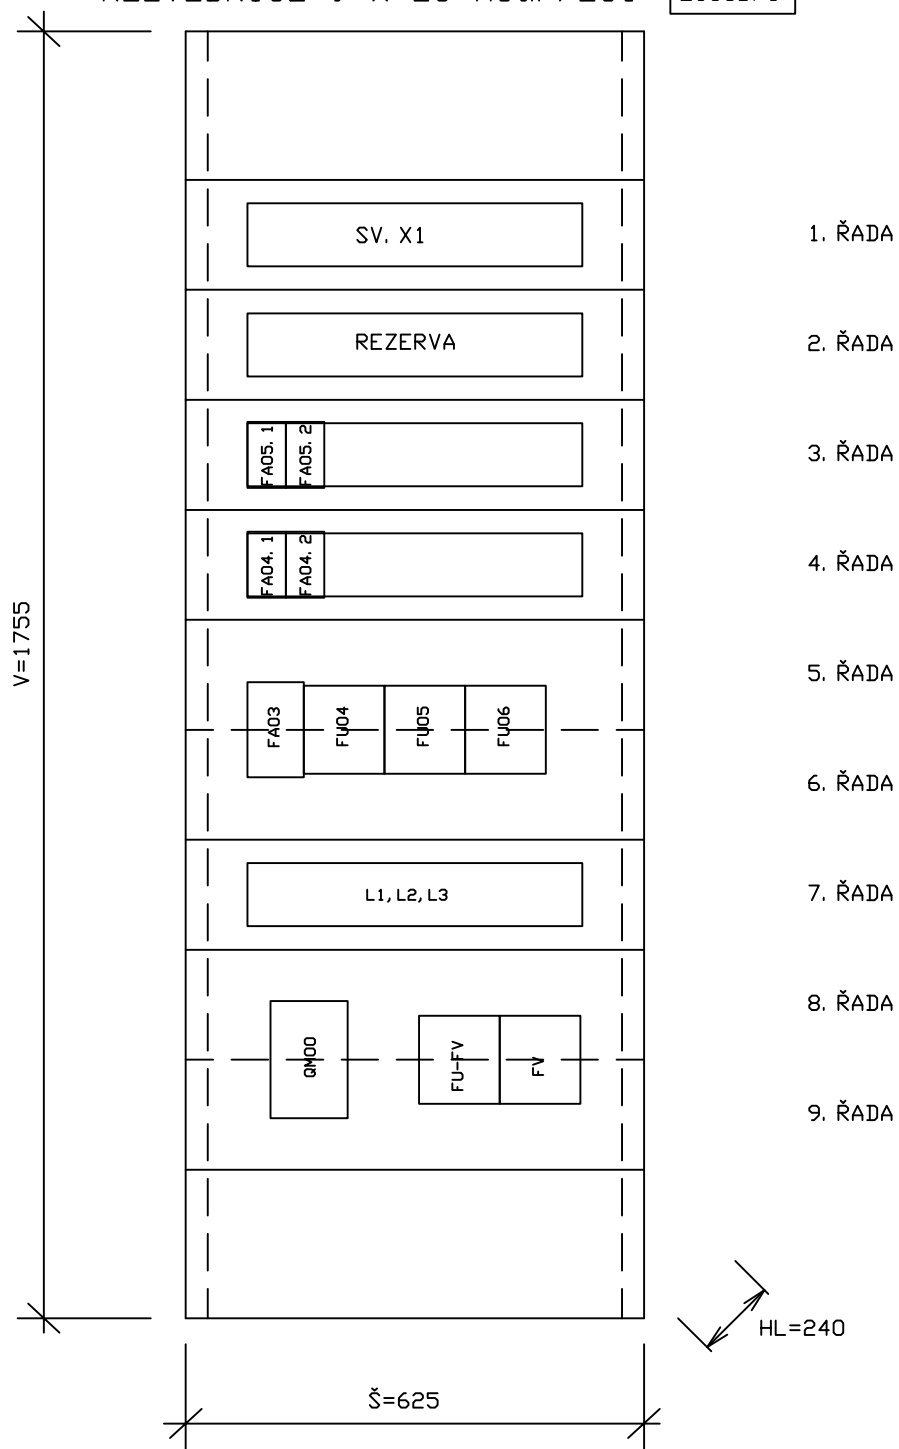 SV. X1
1. ŘADA
REZERVA
2. ŘADA
FA05.1
FA05.2
3. ŘADA
FA04.1
FA04.2
4. ŘADA
V=1755
5. ŘADA
FA03
FU04
FU05
FU06
6. ŘADA
L1,L2,L3
7. ŘADA
8. ŘADA
QM00
FU-FV
FV
9. ŘADA
HL=240
Š=625